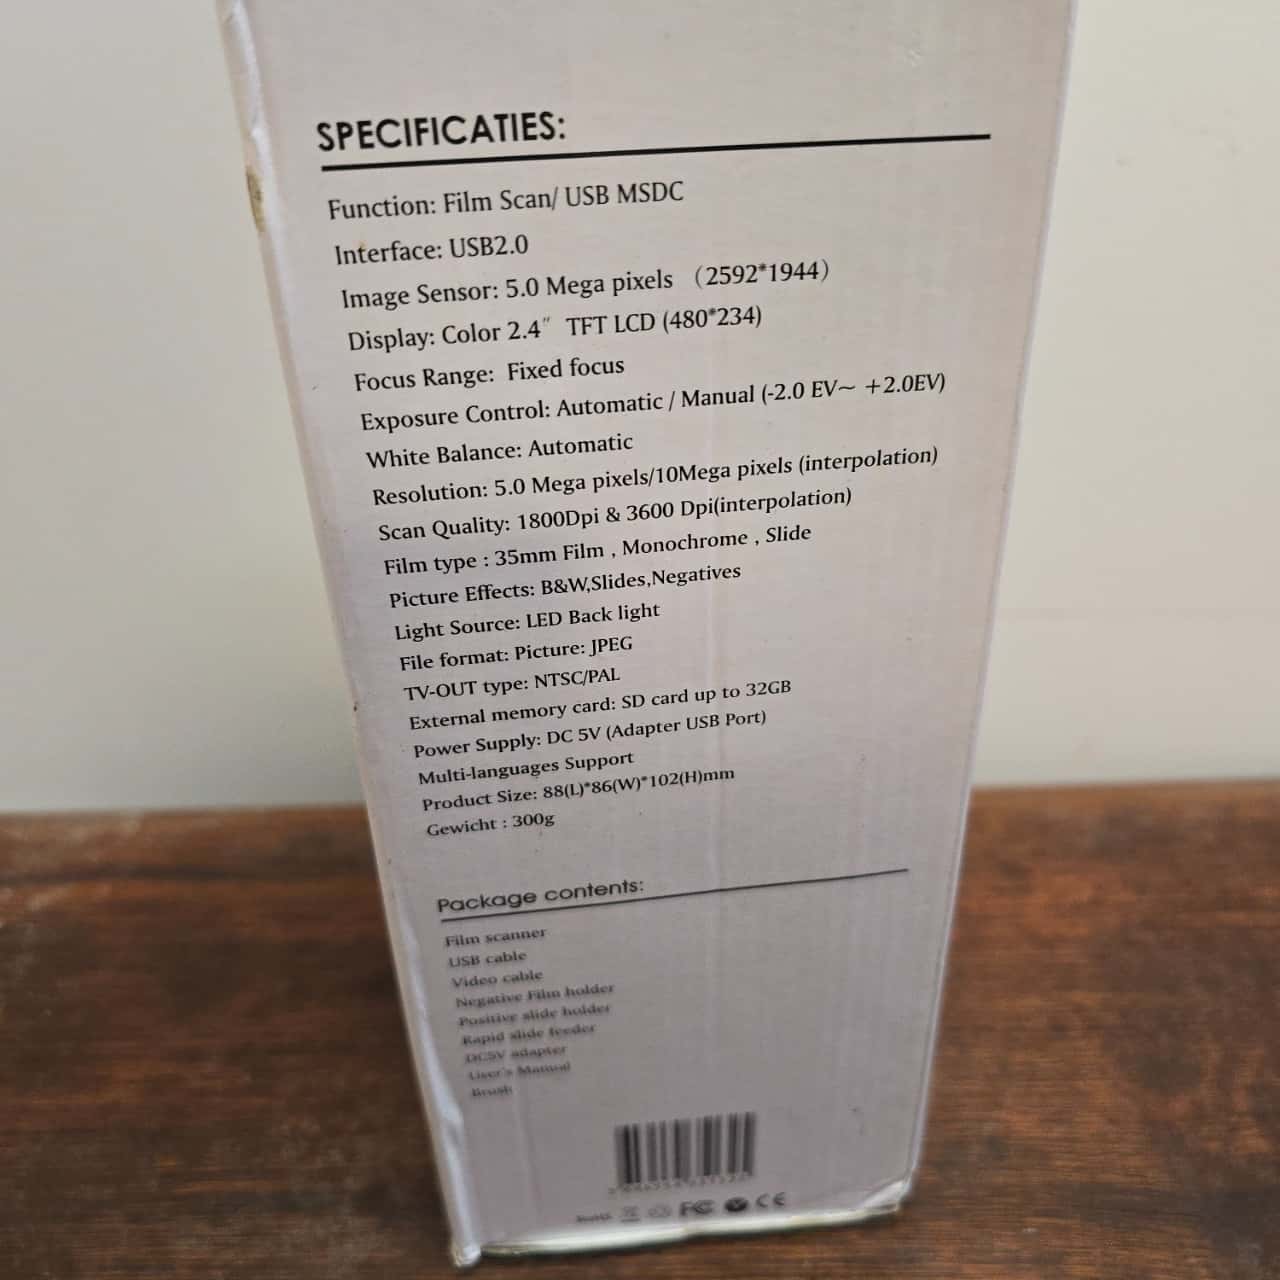 SPECIFICATIES:
Function: Film Scan/ USB MSDC
Interface: USB2.0
Image Sensor: 5.0 Mega pixels （2592*1944）
Display: Color 2.4″ TFT LCD (480*234)
Focus Range: Fixed focus
Exposure Control: Automatic / Manual (-2.0 EV~ +2.0EV)
White Balance: Automatic
Resolution: 5.0 Mega pixels/10Mega pixels (interpolation)
Scan Quality: 1800Dpi & 3600 Dpi(interpolation)
Film type : 35mm Film , Monochrome , Slide
Picture Effects: B&W,Slides,Negatives
Light Source: LED Back light
File format: Picture: JPEG
TV-OUT type: NTSC/PAL
External memory card: SD card up to 32GB
Power Supply: DC 5V (Adapter USB Port)
Multi-languages Support
Product Size: 88(L)*86(W)*102(H)mm
Gewicht : 300g
Package contents:
Film scanner
USB cable
Video cable
Negative Film holder
Positive slide holder
Rapid slide feeder
DC5V adapter
User's Manual
Brush
RoHS FC CE